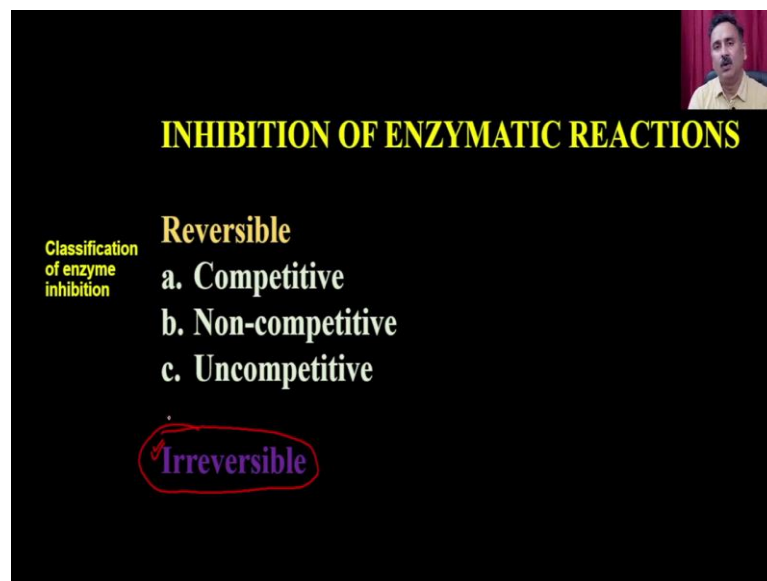 INHIBITION OF ENZYMATIC REACTIONS
Classification
of enzyme
inhibition
Reversible
a. Competitive
b. Non-competitive
c. Uncompetitive
Irreversible